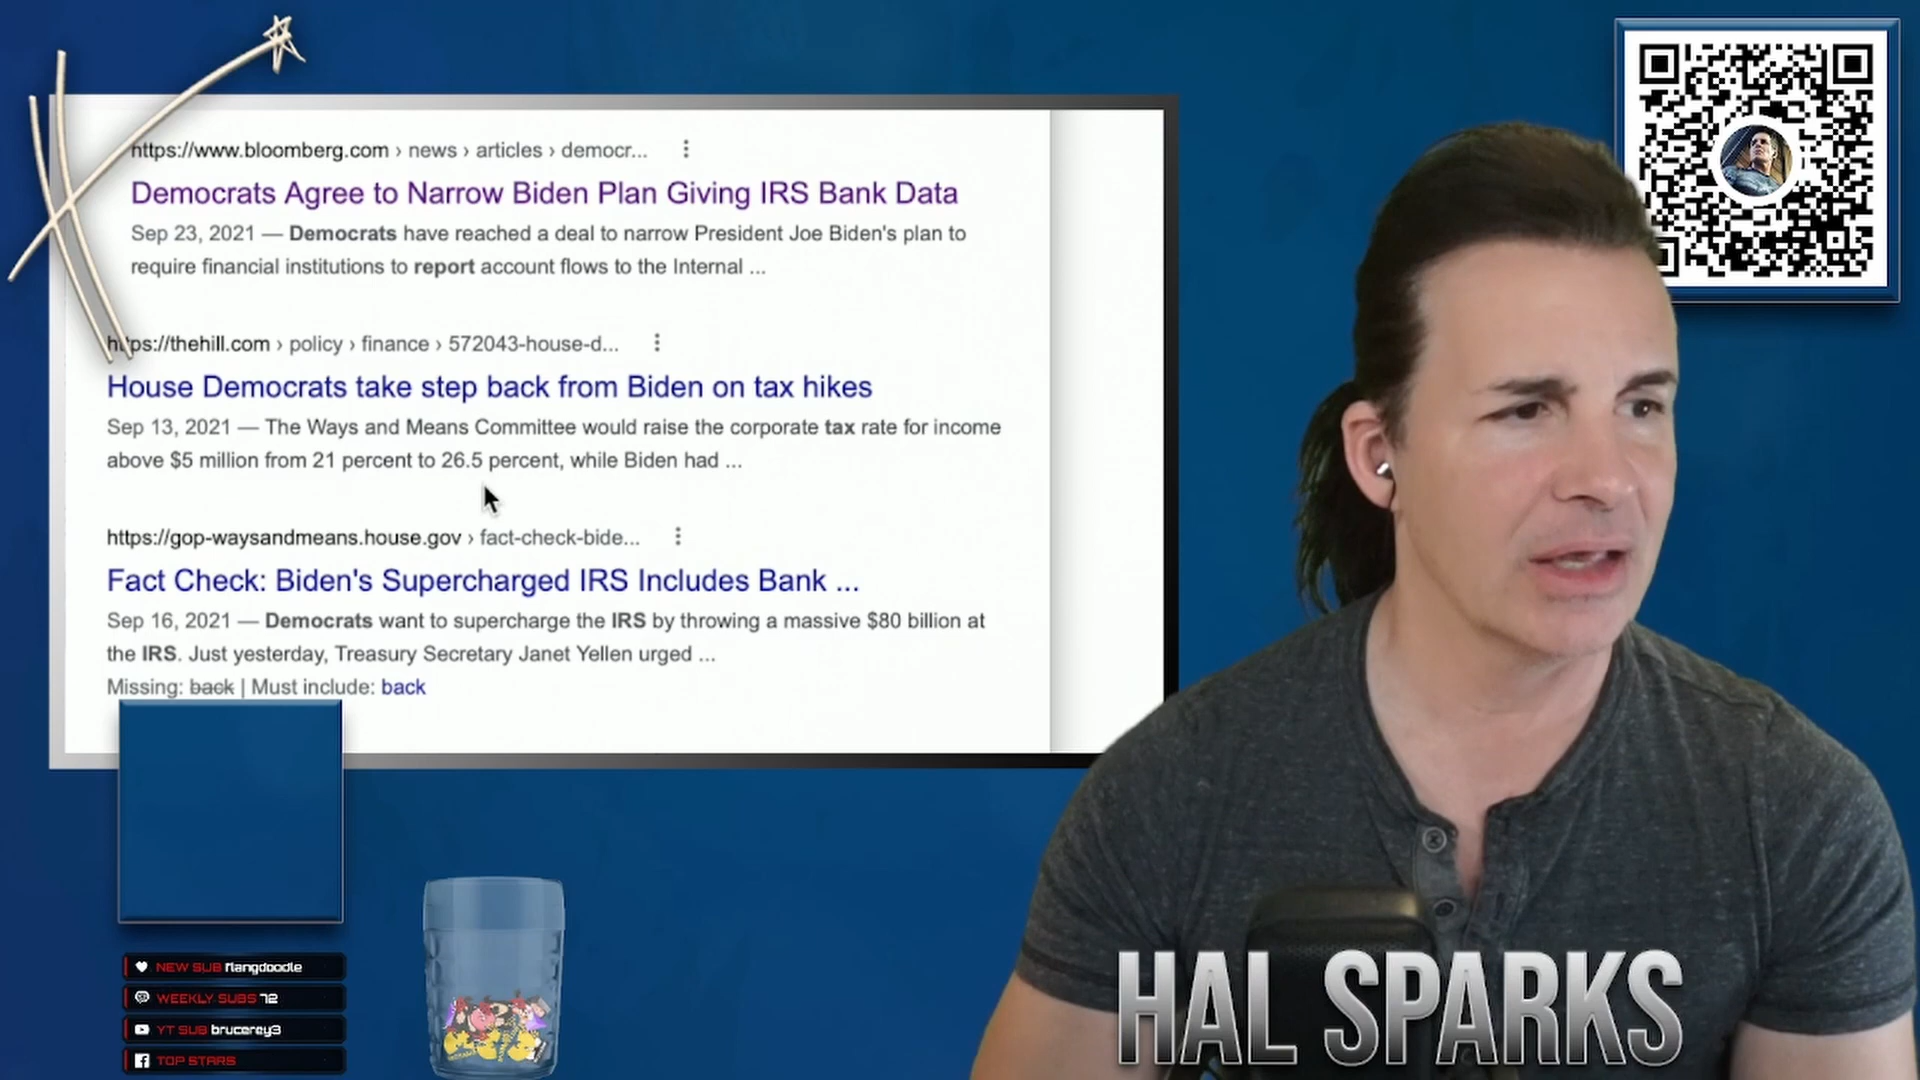 https://www.bloomberg.com › news › articles › democr...
Democrats Agree to Narrow Biden Plan Giving IRS Bank Data
Sep 23, 2021 — Democrats have reached a deal to narrow President Joe Biden's plan to
require financial institutions to report account flows to the Internal ...
https://thehill.com › policy › finance › 572043-house-d...
House Democrats take step back from Biden on tax hikes
Sep 13, 2021 — The Ways and Means Committee would raise the corporate tax rate for income
above $5 million from 21 percent to 26.5 percent, while Biden had ...
https://gop-waysandmeans.house.gov › fact-check-bide...
Fact Check: Biden's Supercharged IRS Includes Bank ...
Sep 16, 2021 — Democrats want to supercharge the IRS by throwing a massive $80 billion at
the IRS. Just yesterday, Treasury Secretary Janet Yellen urged ...
Missing: back | Must include: back
NEW SUB rlangdoodle
WEEKLY SUBS 72
YT SUB brucerey3
TOP STARS
HAL SPARKS